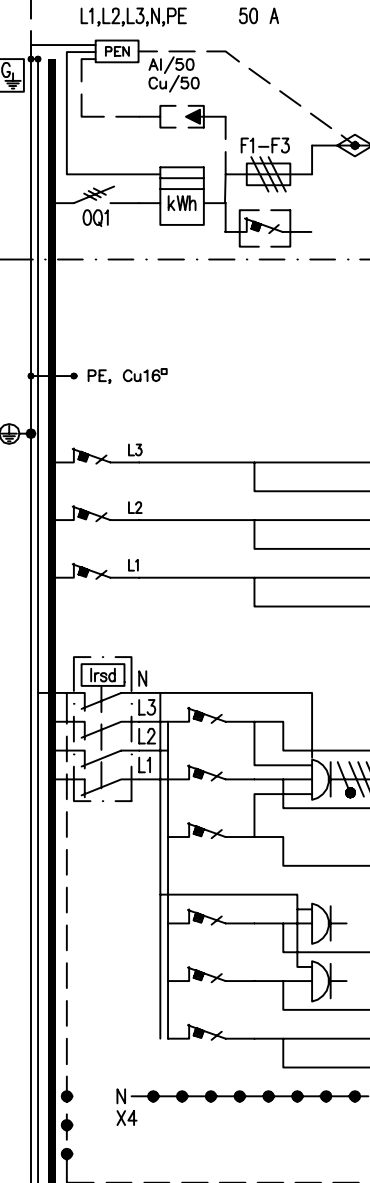 L1,L2,L3,N,PE 50 A
G
PEN
Al/50
Cu/50
F1-F3
kWh
0Q1
PE, Cu16□
L3
L2
L1
Irsd
N
L3
L2
L1
N
X4